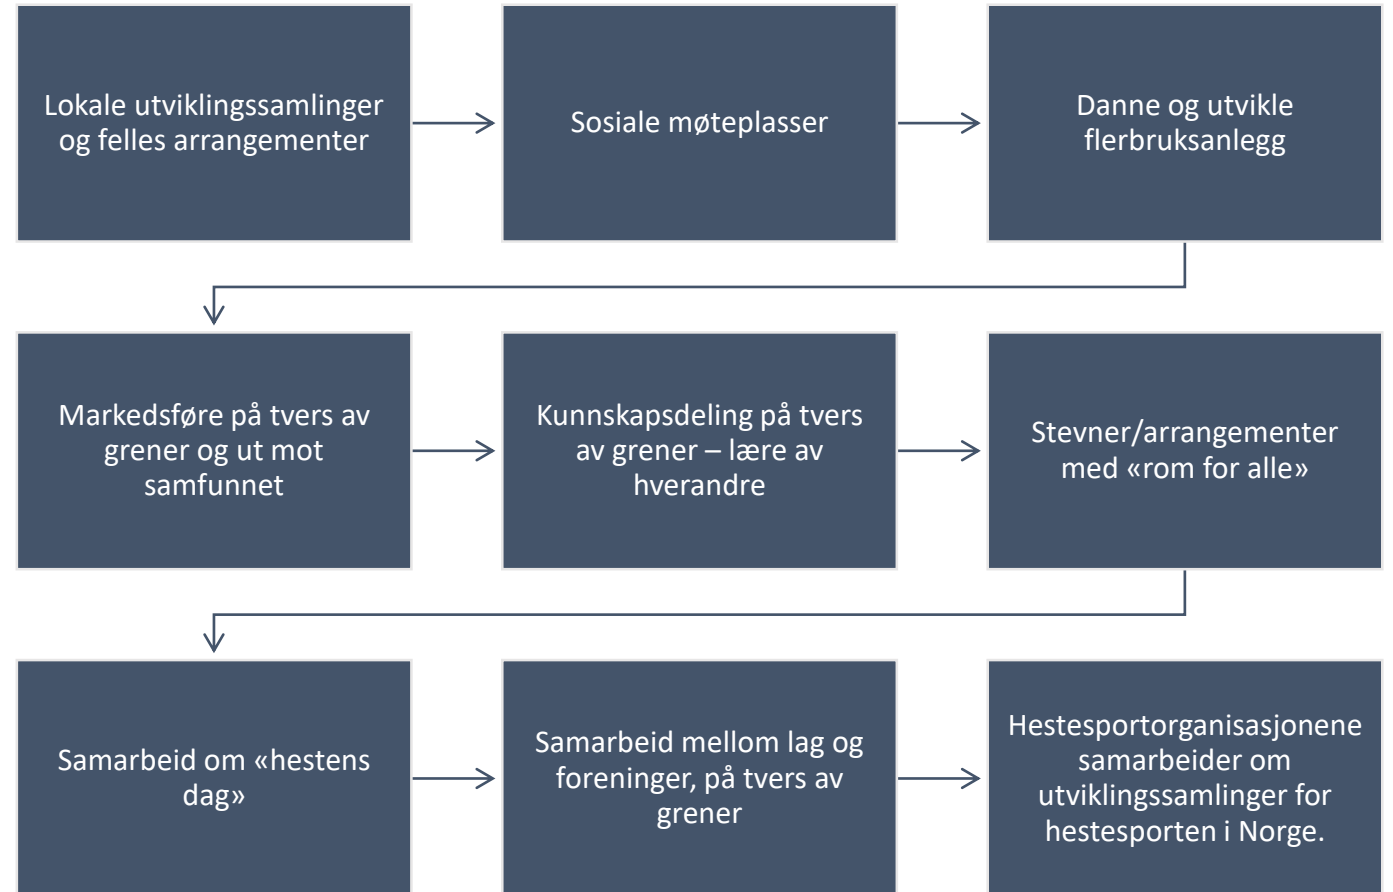 Lokale utviklingssamlinger
og felles arrangementer
Sosiale møteplasser
Danne og utvikle
flerbruksanlegg
Markedsføre på tvers av
grener og ut mot
samfunnet
Kunnskapsdeling på tvers
av grener – lære av
hverandre
Stevner/arrangementer
med «rom for alle»
Samarbeid om «hestens
dag»
Samarbeid mellom lag og
foreninger, på tvers av
grener
Hestesportorganisasjonene
samarbeider om
utviklingssamlinger for
hestesporten i Norge.